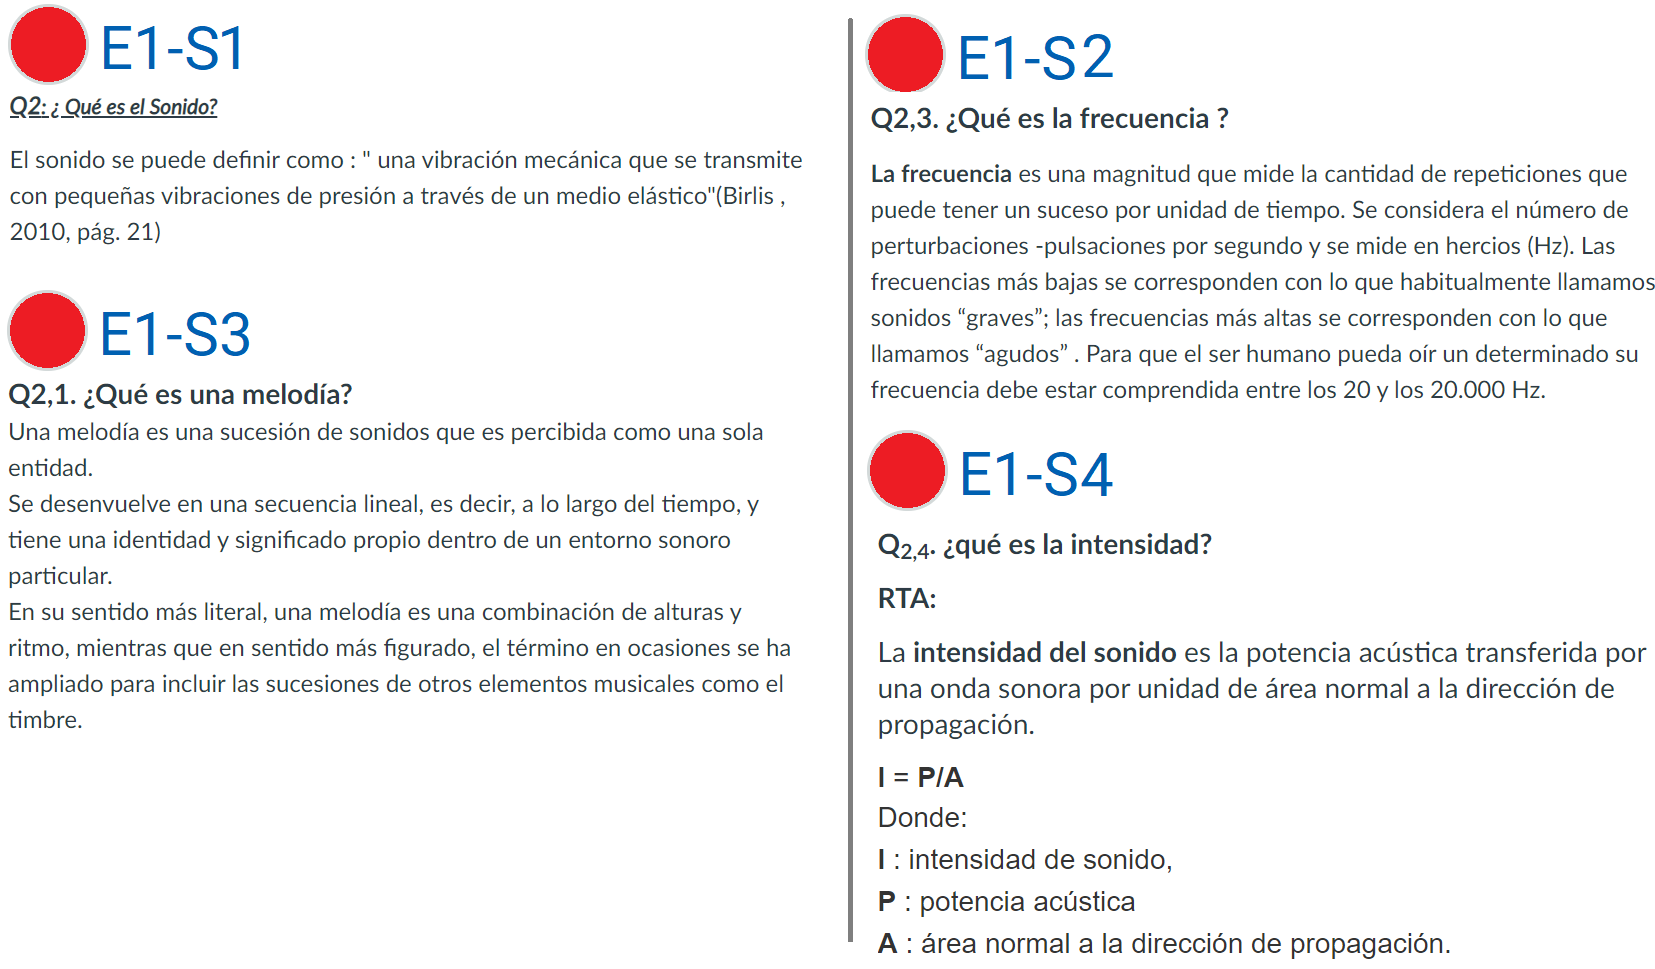 E1-S1
Q2: ¿ Qué es el Sonido?
El sonido se puede definir como : " una vibración mecánica que se transmite
con pequeñas vibraciones de presión a través de un medio elástico"(Birlis ,
2010, pág. 21)
E1-S3
Q2,1. ¿Qué es una melodía?
Una melodía es una sucesión de sonidos que es percibida como una sola
entidad.
Se desenvuelve en una secuencia lineal, es decir, a lo largo del tiempo, y
tiene una identidad y significado propio dentro de un entorno sonoro
particular.
En su sentido más literal, una melodía es una combinación de alturas y
ritmo, mientras que en sentido más figurado, el término en ocasiones se ha
ampliado para incluir las sucesiones de otros elementos musicales como el
timbre.
E1-S2
Q2,3. ¿Qué es la frecuencia ?
La frecuencia es una magnitud que mide la cantidad de repeticiones que
puede tener un suceso por unidad de tiempo. Se considera el número de
perturbaciones -pulsaciones por segundo y se mide en hercios (Hz). Las
frecuencias más bajas se corresponden con lo que habitualmente llamamos
sonidos “graves”; las frecuencias más altas se corresponden con lo que
llamamos “agudos” . Para que el ser humano pueda oír un determinado su
frecuencia debe estar comprendida entre los 20 y los 20.000 Hz.
E1-S4
Q2,4. ¿qué es la intensidad?
RTA:
La intensidad del sonido es la potencia acústica transferida por
una onda sonora por unidad de área normal a la dirección de
propagación.
I = P/A
Donde:
I : intensidad de sonido,
P : potencia acústica
A : área normal a la dirección de propagación.